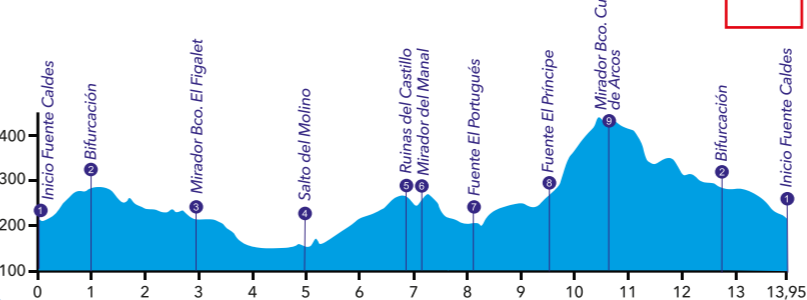 Inicio Fuente Caldes
Bifurcación
Mirador Bco. El Figalet
Salto del Molino
Ruinas del Castillo
Mirador del Manal
Fuente El Portugués
Fuente El Príncipe
Mirador Bco.
de Arcos
Bifurcación
Inicio Fuente Caldes
1
2
3
4
5
6
7
8
9
2
1
400
300
200
100
0 1 2 3 4 5 6 7 8 9 10 11 12 13 13,95